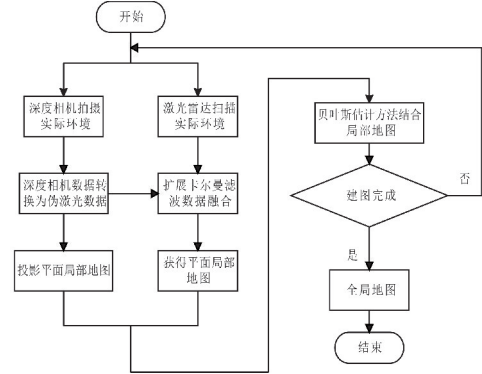 开始
深度相机拍摄
实际环境
激光雷达扫描
实际环境
深度相机数据转
换为伪激光数据
扩展卡尔曼滤
波数据融合
投影平面局部地图
获得平面局部
地图
贝叶斯估计方法结合
局部地图
建图完成
否
是
全局地图
结束